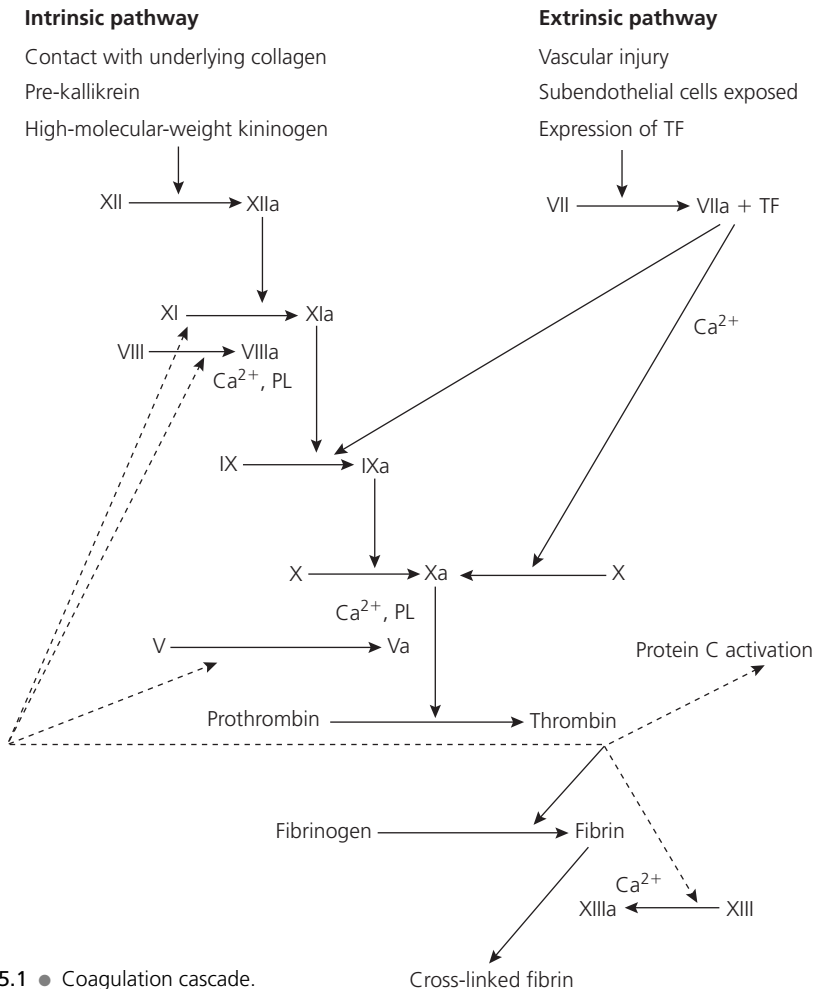 Intrinsic pathway
Contact with underlying collagen
Pre-kallikrein
High-molecular-weight kininogen
Extrinsic pathway
Vascular injury
Subendothelial cells exposed
Expression of TF
XII XIIa
VII VIIa + TF
XI XIa
Ca²⁺
VIII VIIIa
Ca²⁺, PL
IX IXa
X Xa X
Ca²⁺, PL
V Va
Protein C activation
Prothrombin Thrombin
Fibrinogen Fibrin
Ca²⁺
XIIIa XIII
5.1 ● Coagulation cascade.
Cross-linked fibrin